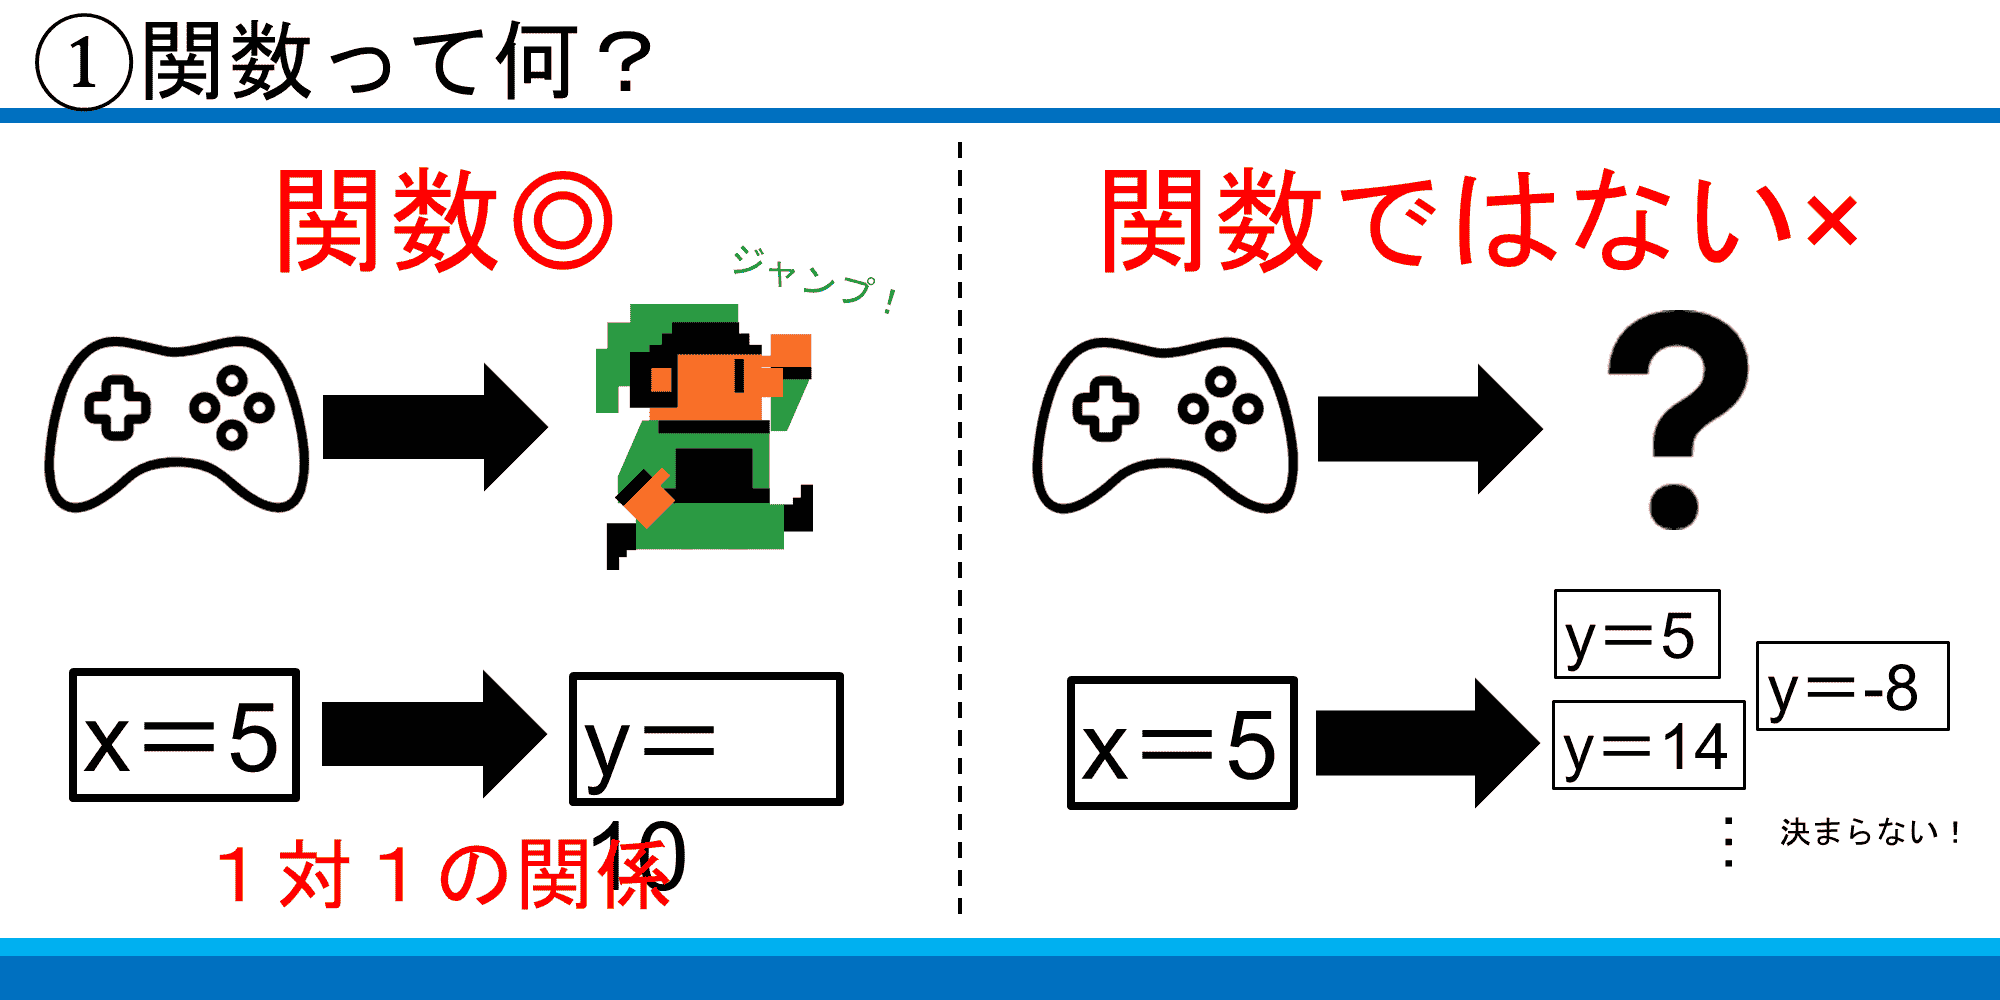 ①関数って何？
関数◎
ジャンプ！
x＝5
y＝
10
１対１の関係
関数ではない×
?
x＝5
y＝5
y＝-8
y＝14
⋮
決まらない！